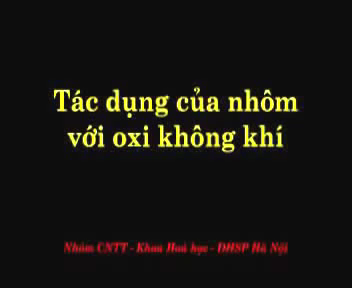 Tác dụng của nhôm
với oxi không khí
Nhóm CNTT - Khoa Hoá học - ĐHSP Hà Nội